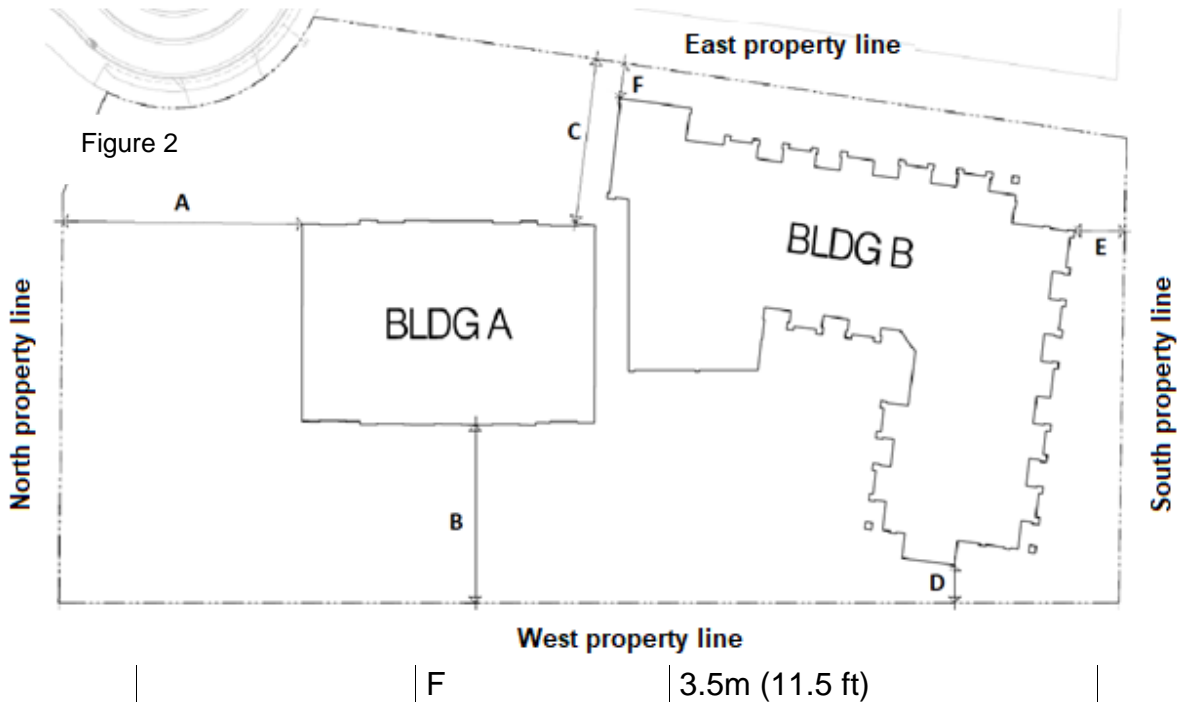 East property line
F
C
Figure 2
A
BLDG A
BLDG B
E
North property line
South property line
B
D
West property line
F 3.5m (11.5 ft)